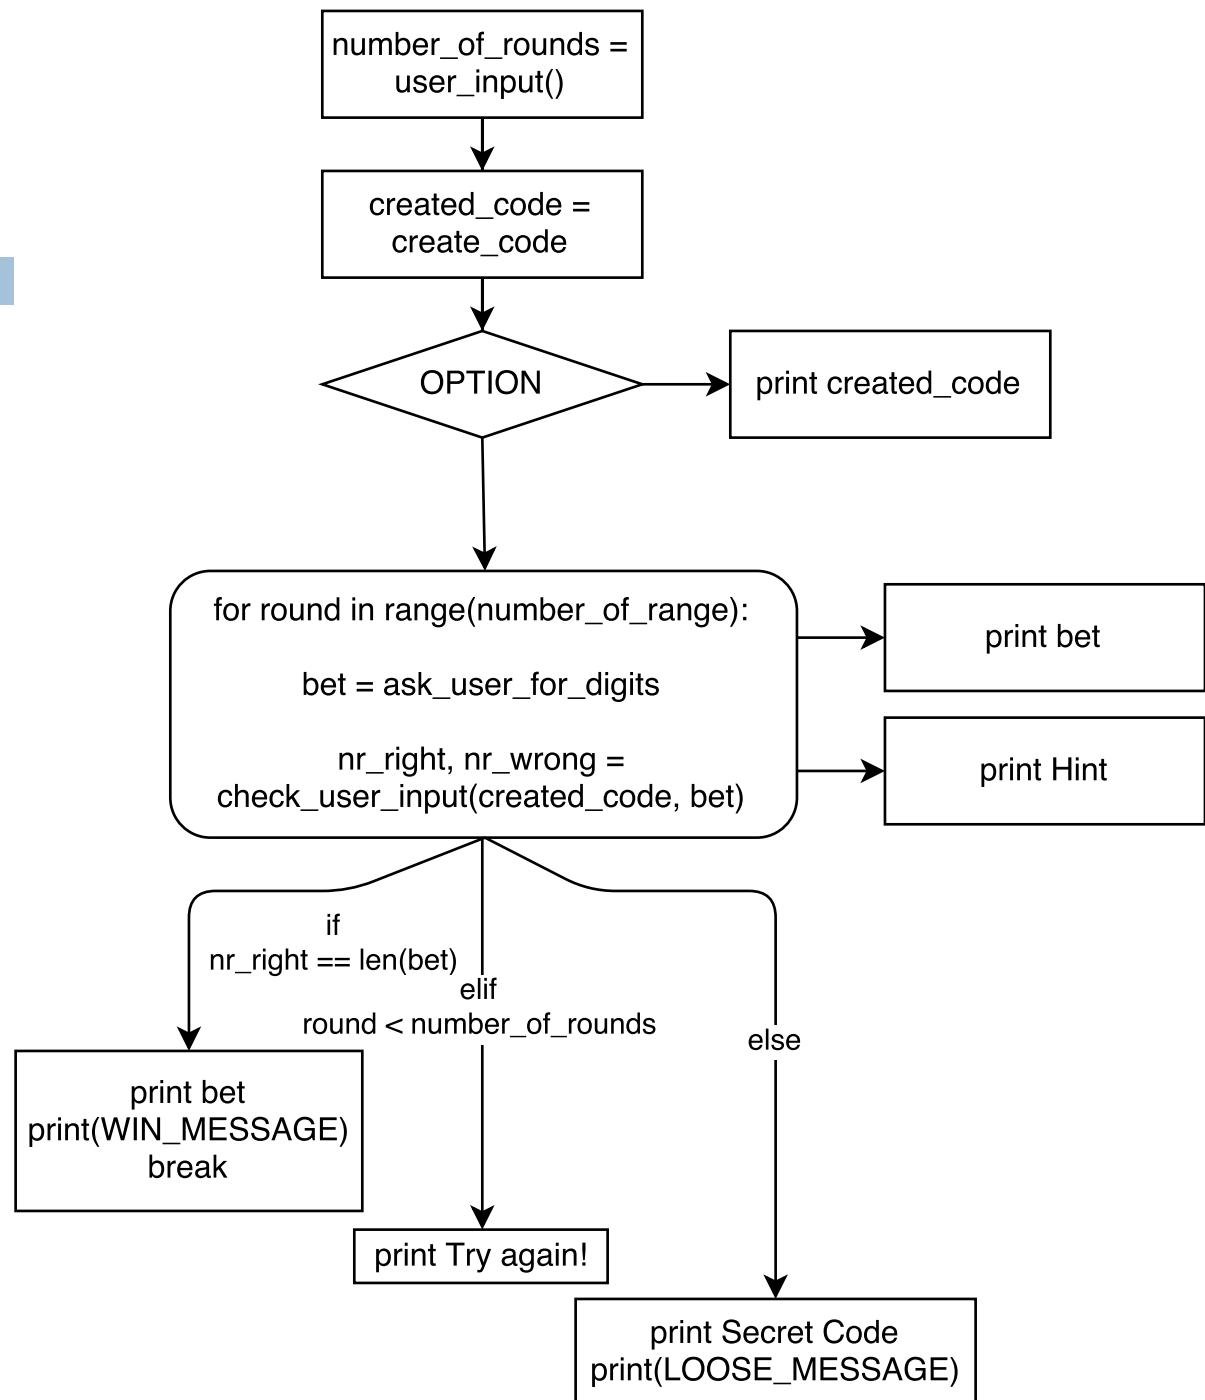 number_of_rounds =
user_input()
created_code =
create_code
OPTION
print created_code
for round in range(number_of_range):
bet = ask_user_for_digits
nr_right, nr_wrong =
check_user_input(created_code, bet)
print bet
print Hint
if
nr_right == len(bet)
elif
round < number_of_rounds
else
print bet
print(WIN_MESSAGE)
break
print Try again!
print Secret Code
print(LOOSE_MESSAGE)